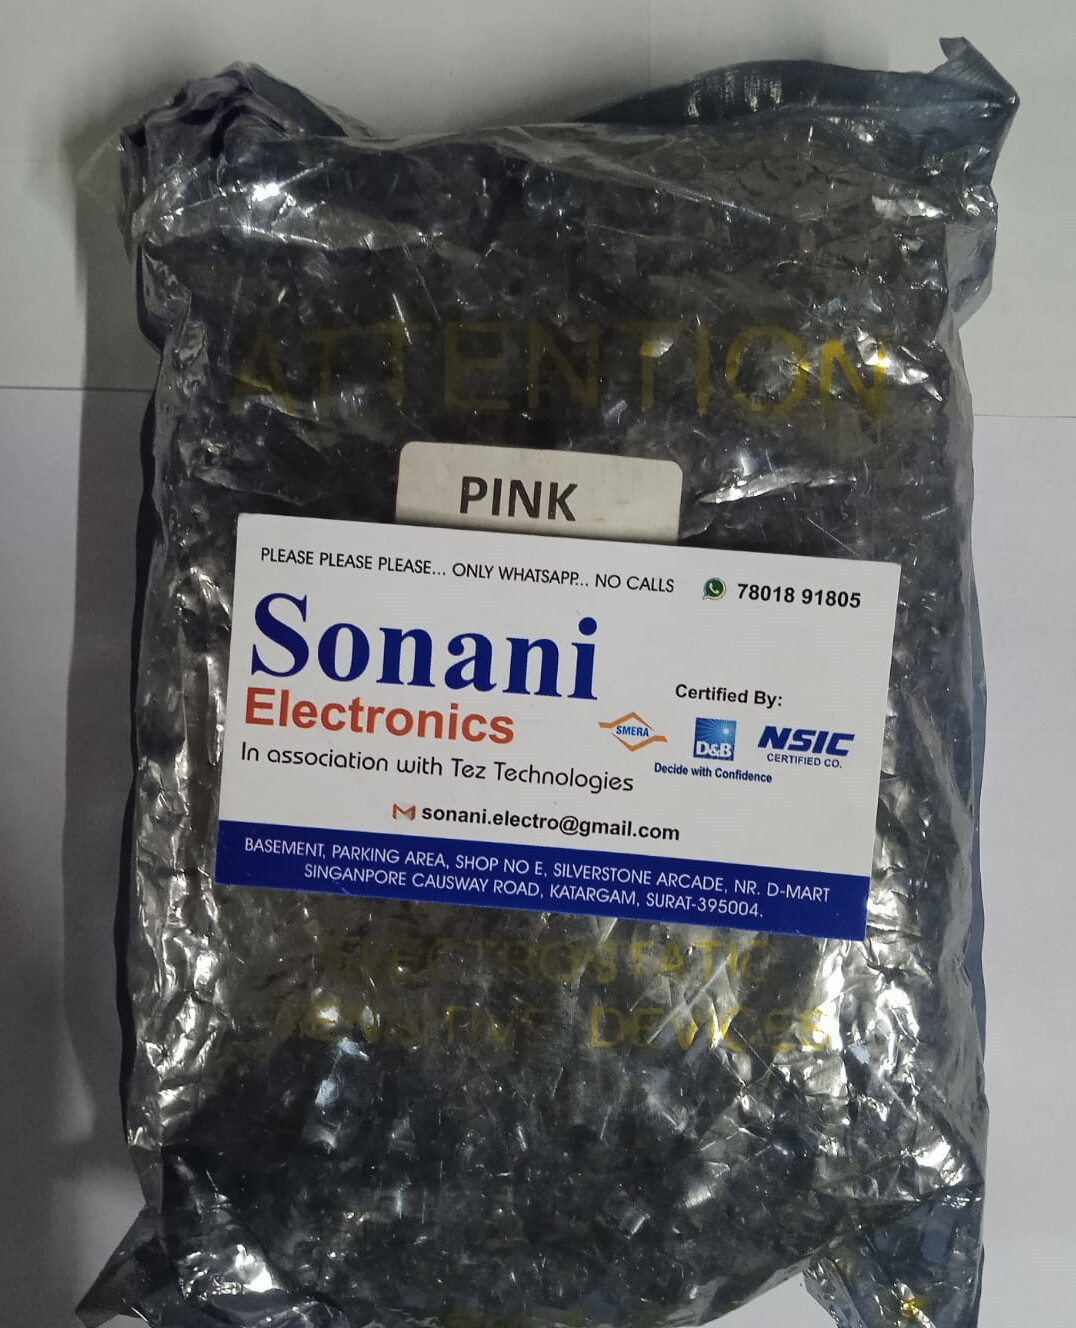 ATTENTION
PINK
PLEASE PLEASE PLEASE... ONLY WHATSAPP... NO CALLS 78018 91805
Sonani
Electronics
In association with Tez Technologies
Certified By:
SMERA D&B NSIC
CERTIFIED CO.
Decide with Confidence
sonani.electro@gmail.com
BASEMENT, PARKING AREA, SHOP NO E, SILVERSTONE ARCADE, NR. D-MART
SINGANPORE CAUSWAY ROAD, KATARGAM, SURAT-395004.
ELECTROSTATIC
SENSITIVE DEVICES